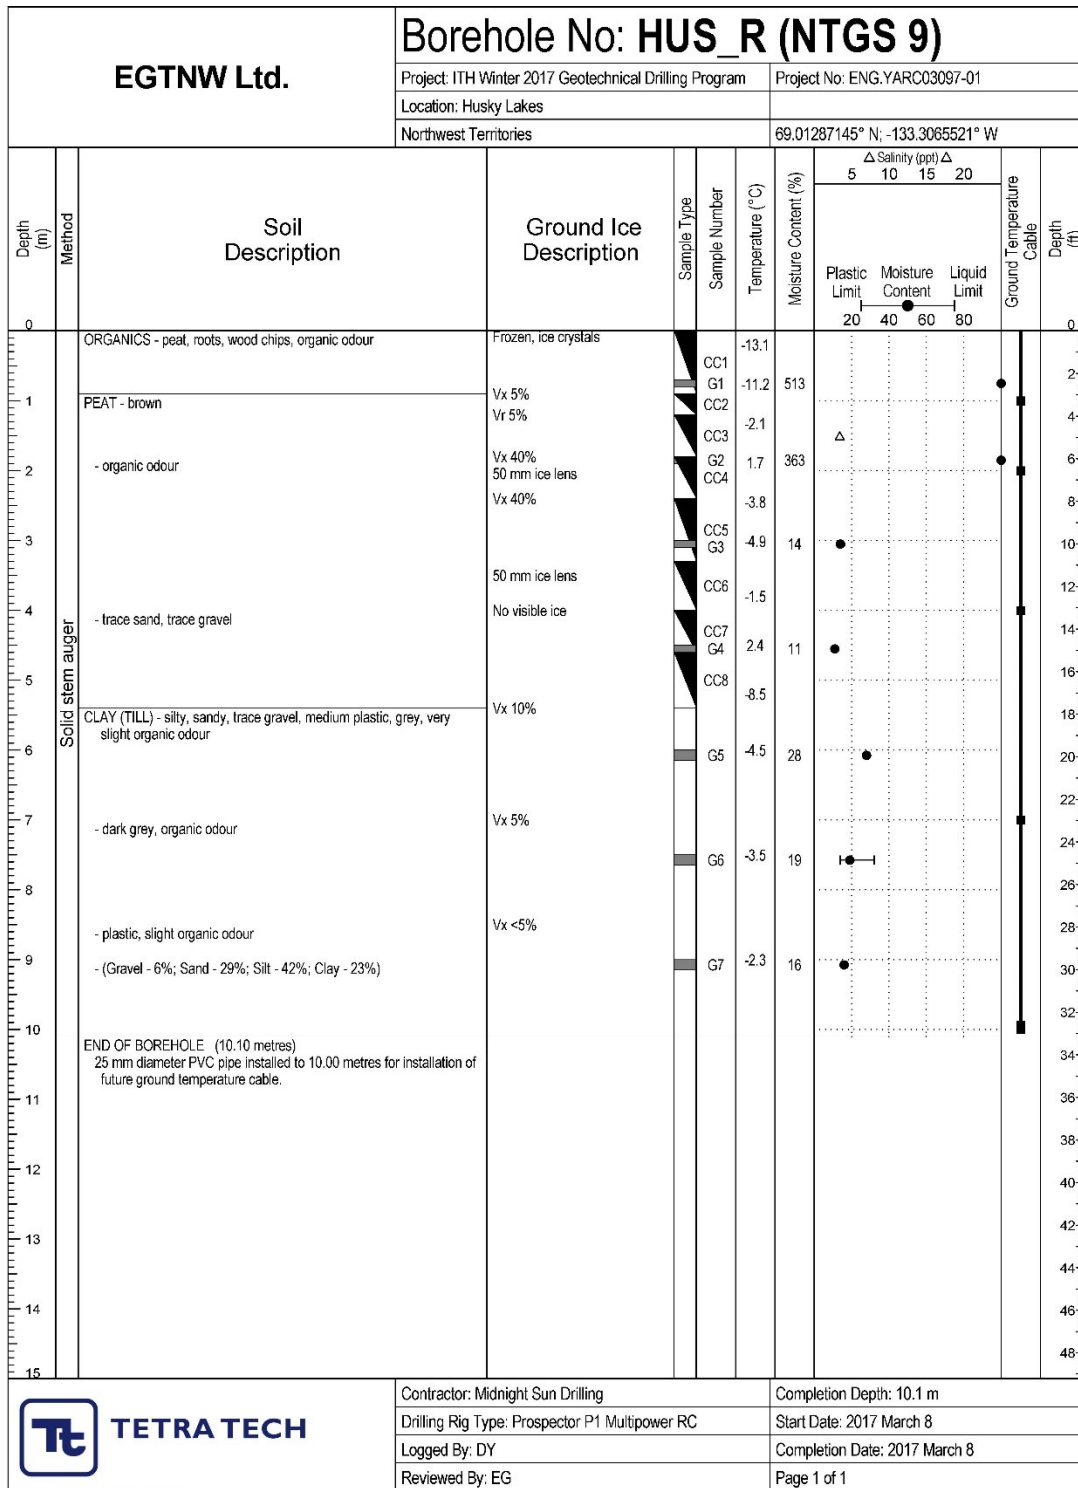 EGTNW Ltd.
Borehole No: HUS_R (NTGS 9)
Project: ITH Winter 2017 Geotechnical Drilling Program
Project No: ENG.YARC03097-01
Location: Husky Lakes
Northwest Territories
69.01287145° N; -133.3065521° W
Depth
(m)
Method
Soil
Description
Ground Ice
Description
Sample Type
Sample Number
Temperature (°C)
Moisture Content (%)
△ Salinity (ppt) △
5 10 15 20
Plastic Moisture Liquid
Limit Content Limit
20 40 60 80
Ground Temperature
Cable
Depth
(ft)
0
0
Solid stem auger
ORGANICS - peat, roots, wood chips, organic odour
Frozen, ice crystals
-13.1
CC1
2
G1 -11.2 513
Vx 5%
1
PEAT - brown
CC2
Vr 5%
4
-2.1
CC3
Vx 40%
G2 1.7 363
6
- organic odour
2
50 mm ice lens
CC4
Vx 40%
-3.8
8
CC5
3
G3 -4.9 14
10
50 mm ice lens
CC6
-1.5
12
4
No visible ice
- trace sand, trace gravel
CC7
14
G4 2.4 11
5
CC8
16
-8.5
Vx 10%
CLAY (TILL) - silty, sandy, trace gravel, medium plastic, grey, very
slight organic odour
18
6
G5 -4.5 28
20
7
Vx 5%
22
- dark grey, organic odour
24
G6 -3.5 19
8
26
Vx <5%
- plastic, slight organic odour
28
9
- (Gravel - 6%; Sand - 29%; Silt - 42%; Clay - 23%)
G7 -2.3 16
30
10
32
END OF BOREHOLE (10.10 metres)
25 mm diameter PVC pipe installed to 10.00 metres for installation of
future ground temperature cable.
34
11
36
12
38
40
13
42
14
44
46
15
48
TETRA TECH
Tt
Contractor: Midnight Sun Drilling
Completion Depth: 10.1 m
Drilling Rig Type: Prospector P1 Multipower RC
Start Date: 2017 March 8
Logged By: DY
Completion Date: 2017 March 8
Reviewed By: EG
Page 1 of 1